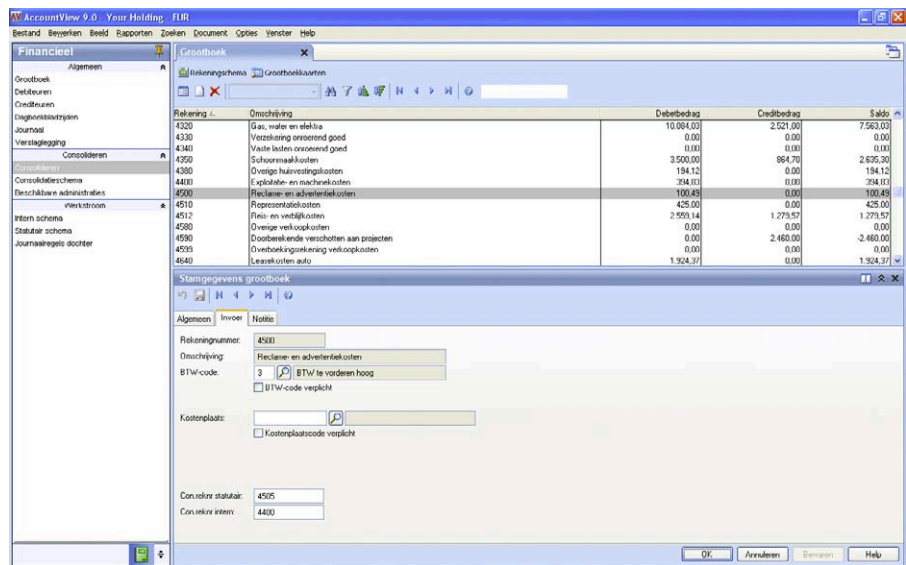 AccountView 9.0 - Your Holding EUR
Bestand Bewerken Beeld Rapporten Zoeken Document Opties Venster Help
Financieel
Algemeen
Grootboek
Debiteuren
Crediteuren
Dagboekbladzijden
Journaal
Verslaglegging
Consolideren
Consolideren
Consolidatieschema
Beschikbare administraties
Werkstroom
Intern schema
Statutair schema
Journaalregels dochter
Grootboek
Rekeningschema Grootboekkaarten
Rekening Omschrijving Debetbedrag Creditbedrag Saldo
4320 Gas, water en elektra 10.084,03 2.521,00 7.563,03
4330 Verzekering onroerend goed 0,00 0,00 0,00
4340 Vaste lasten onroerend goed 0,00 0,00 0,00
4350 Schoonmaakkosten 3.500,00 864,70 2.635,30
4380 Overige huisvestingskosten 194,12 0,00 194,12
4400 Exploitatie- en machinekosten 394,83 0,00 394,83
4500 Reclame- en advertentiekosten 100,49 0,00 100,49
4510 Representatiekosten 425,00 0,00 425,00
4512 Reis- en verblijfkosten 2.559,14 1.279,57 1.279,57
4580 Overige verkoopkosten 0,00 0,00 0,00
4590 Doorberekende verschotten aan projecten 0,00 2.460,00 -2.460,00
4599 Overboekingsrekening verkoopkosten 0,00 0,00 0,00
4640 Leasekosten auto 1.924,37 0,00 1.924,37
Stamgegevens grootboek
Algemeen Invoer Notitie
Rekeningnummer: 4500
Omschrijving: Reclame- en advertentiekosten
BTW-code: 3 BTW te vorderen hoog
BTW-code verplicht
Kostenplaats:
Kostenplaatscode verplicht
Con.reknr statutair: 4505
Con.reknr intern: 4400
OK Annuleren Bewaren Help